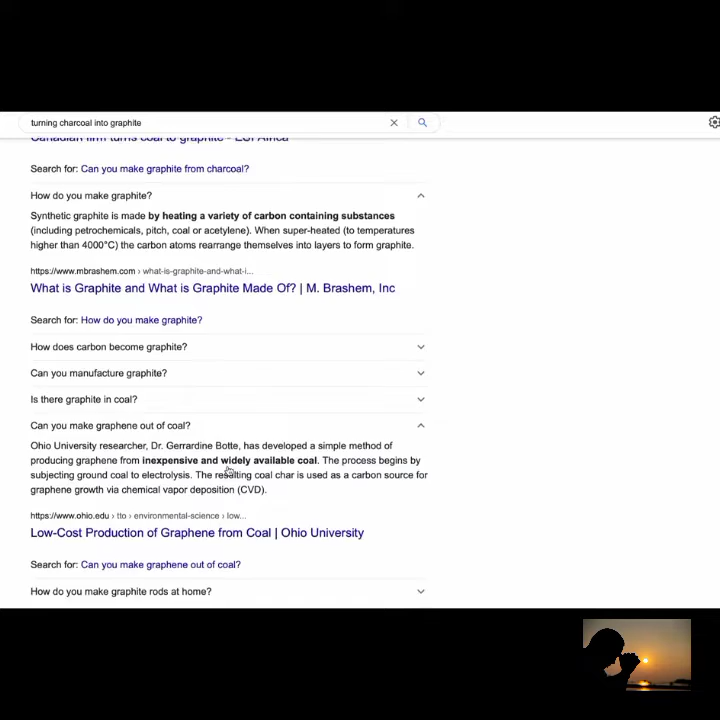 turning charcoal into graphite
Canadian firm turns coal to graphite - ESI Africa
Search for: Can you make graphite from charcoal?
How do you make graphite?
Synthetic graphite is made by heating a variety of carbon containing substances
(including petrochemicals, pitch, coal or acetylene). When super-heated (to temperatures
higher than 4000°C) the carbon atoms rearrange themselves into layers to form graphite.
https://www.mbrashem.com › what-is-graphite-and-what-i...
What is Graphite and What is Graphite Made Of? | M. Brashem, Inc
Search for: How do you make graphite?
How does carbon become graphite?
Can you manufacture graphite?
Is there graphite in coal?
Can you make graphene out of coal?
Ohio University researcher, Dr. Gerrardine Botte, has developed a simple method of
producing graphene from inexpensive and widely available coal. The process begins by
subjecting ground coal to electrolysis. The resulting coal char is used as a carbon source for
graphene growth via chemical vapor deposition (CVD).
https://www.ohio.edu › tto › environmental-science › low...
Low-Cost Production of Graphene from Coal | Ohio University
Search for: Can you make graphene out of coal?
How do you make graphite rods at home?